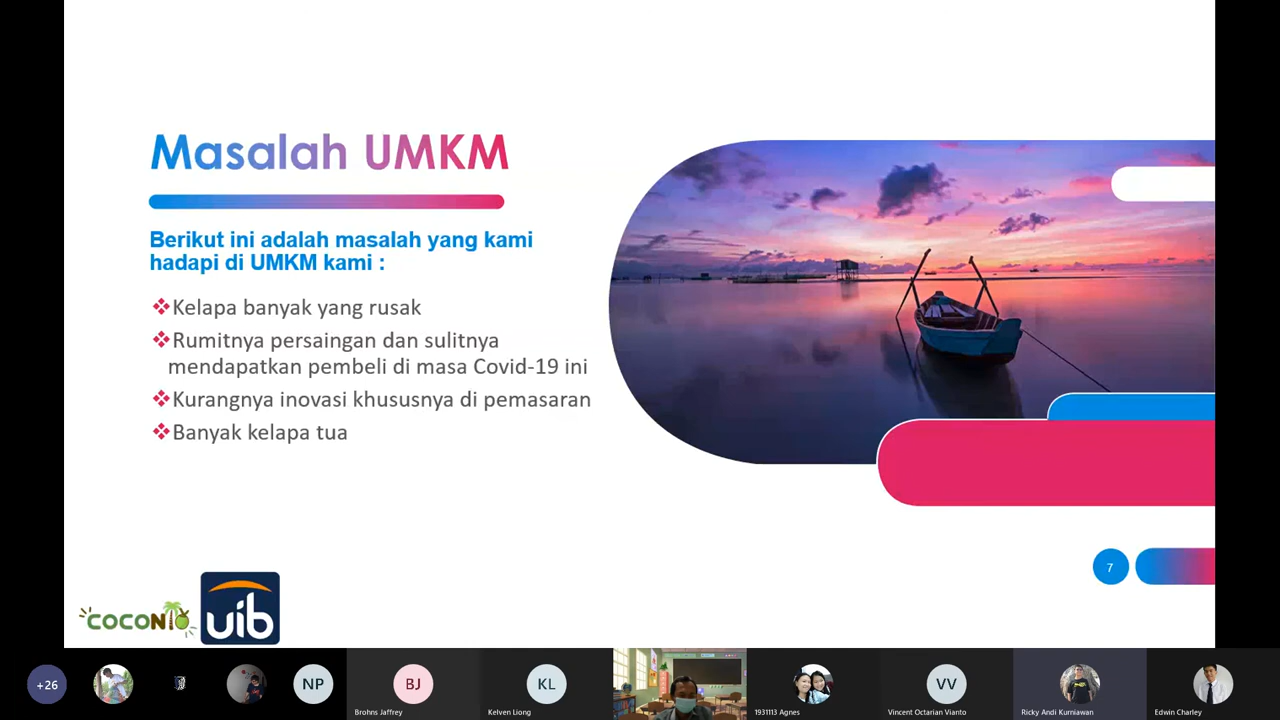 Masalah UMKM
Berikut ini adalah masalah yang kami
hadapi di UMKM kami :
Kelapa banyak yang rusak
Rumitnya persaingan dan sulitnya
mendapatkan pembeli di masa Covid-19 ini
Kurangnya inovasi khususnya di pemasaran
Banyak kelapa tua
7
COCONIO
uib
+26
NP
BJ
Brohns Jaffrey
KL
Kelven Liong
1931113 Agnes
VV
Vincent Octarian Vianto
Ricky Andi Kurniawan
Edwin Charley